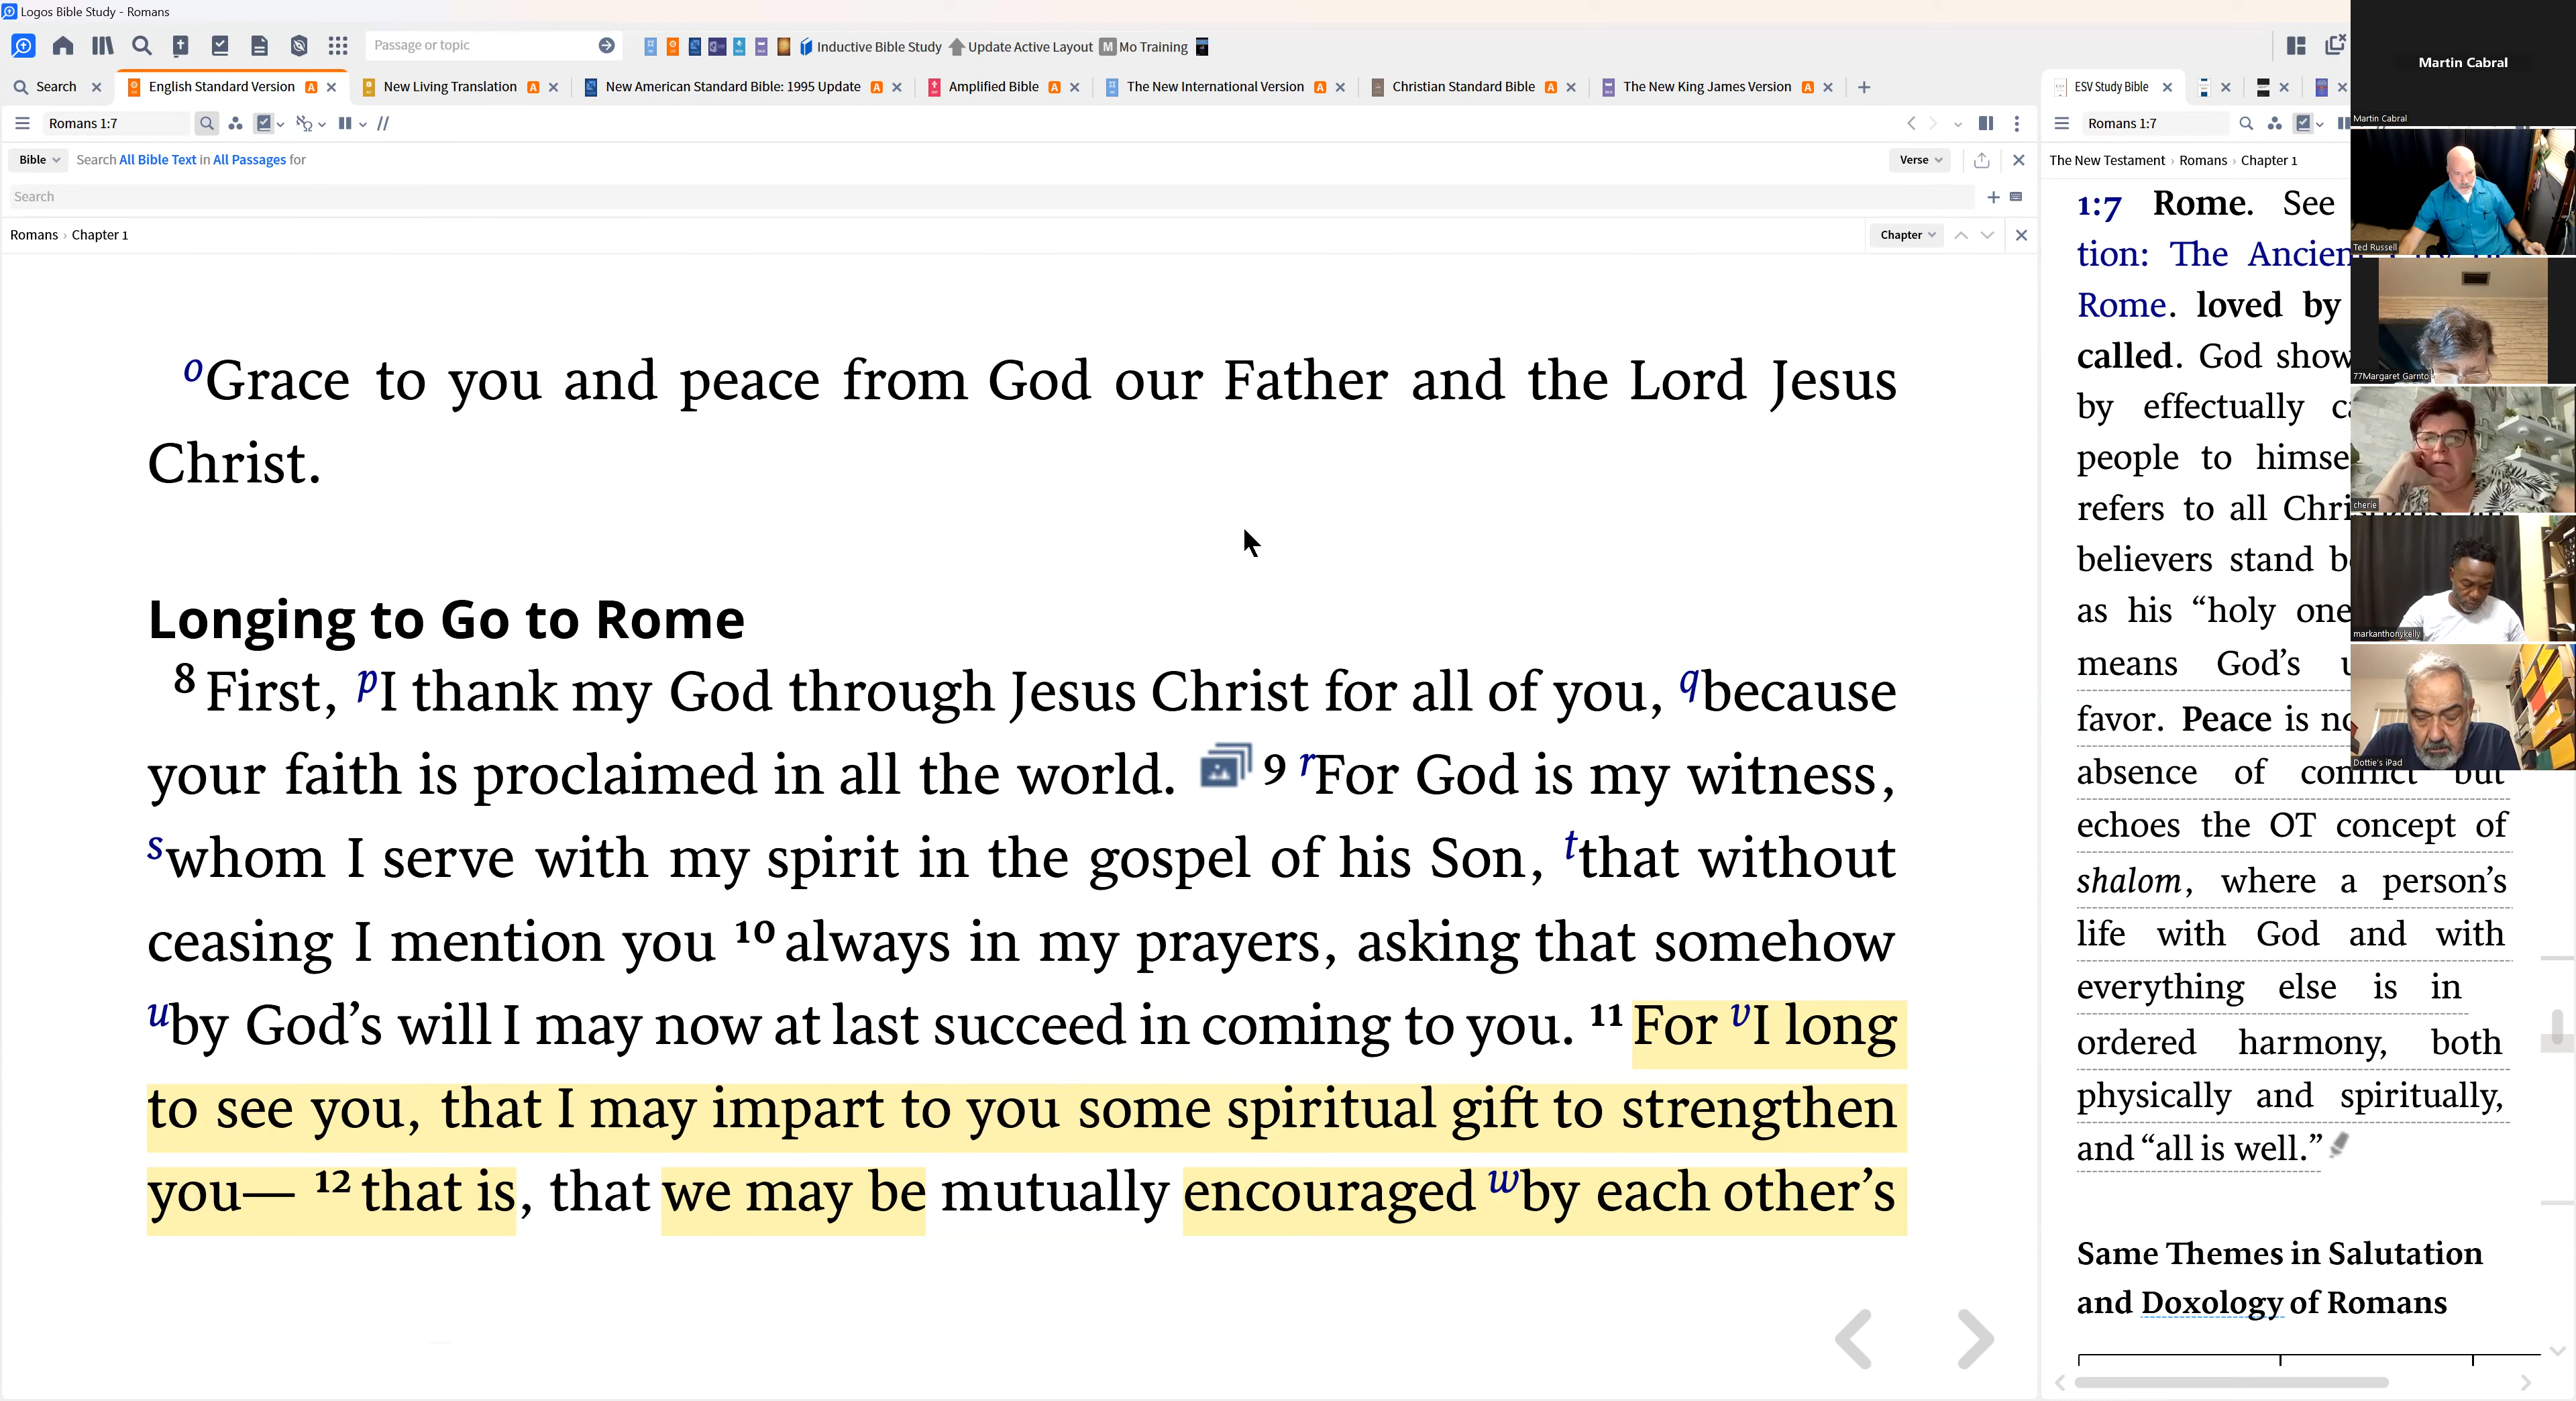 Logos Bible Study - Romans
Passage or topic
Inductive Bible Study
Update Active Layout
M Mo Training
Search
English Standard Version A
New Living Translation A
New American Standard Bible: 1995 Update A
Amplified Bible A
The New International Version A
Christian Standard Bible A
The New King James Version A
Romans 1:7
Bible
Search All Bible Text in All Passages for
Verse
Search
Romans › Chapter 1
Chapter
oGrace to you and peace from God our Father and the Lord Jesus
Christ.
Longing to Go to Rome
8 First, pI thank my God through Jesus Christ for all of you, qbecause
your faith is proclaimed in all the world. 9 rFor God is my witness,
swhom I serve with my spirit in the gospel of his Son, tthat without
ceasing I mention you 10 always in my prayers, asking that somehow
uby God’s will I may now at last succeed in coming to you. 11 For vI long
to see you, that I may impart to you some spiritual gift to strengthen
you— 12 that is, that we may be mutually encouraged wby each other’s
ESV Study Bible
Romans 1:7
The New Testament › Romans › Chapter 1
1:7 Rome. See
tion: The Ancien
Rome. loved by
called. God show
by effectually c
people to himse
refers to all Chri
believers stand b
as his “holy one
means God’s u
favor. Peace is no
absence of conflict but
echoes the OT concept of
shalom, where a person’s
life with God and with
everything else is in
ordered harmony, both
physically and spiritually,
and “all is well.”
Same Themes in Salutation
and Doxology of Romans
Martin Cabral
Martin Cabral
Ted Russell
77Margaret Garnto
cherie
markanthonykelly
Dottie's iPad